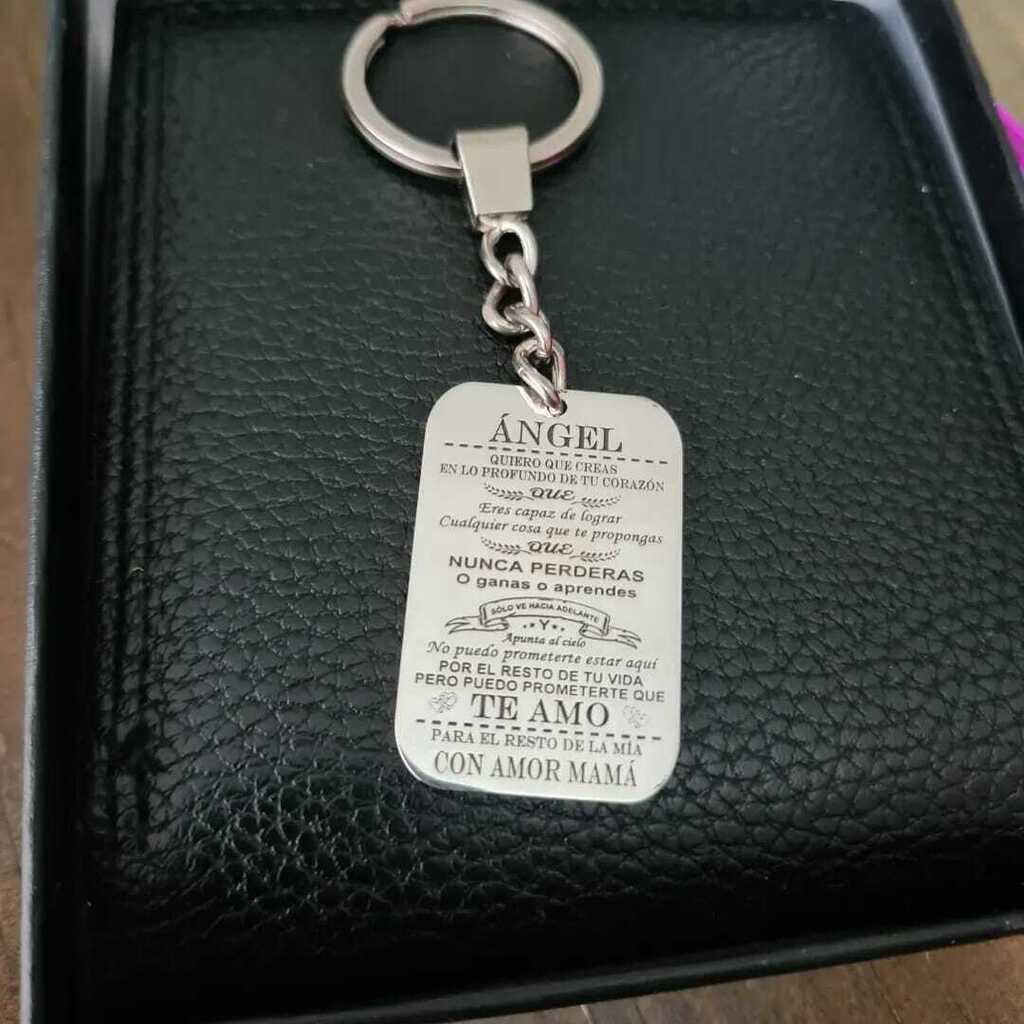 ÁNGEL
QUIERO QUE CREAS
EN LO PROFUNDO DE TU CORAZÓN
QUE
Eres capaz de lograr
Cualquier cosa que te propongas
QUE
NUNCA PERDERAS
O ganas o aprendes
SÓLO VE HACIA ADELANTE
Y
Apunta al cielo
No puedo prometerte estar aquí
POR EL RESTO DE TU VIDA
PERO PUEDO PROMETERTE QUE
TE AMO
PARA EL RESTO DE LA MÍA
CON AMOR MAMÁ